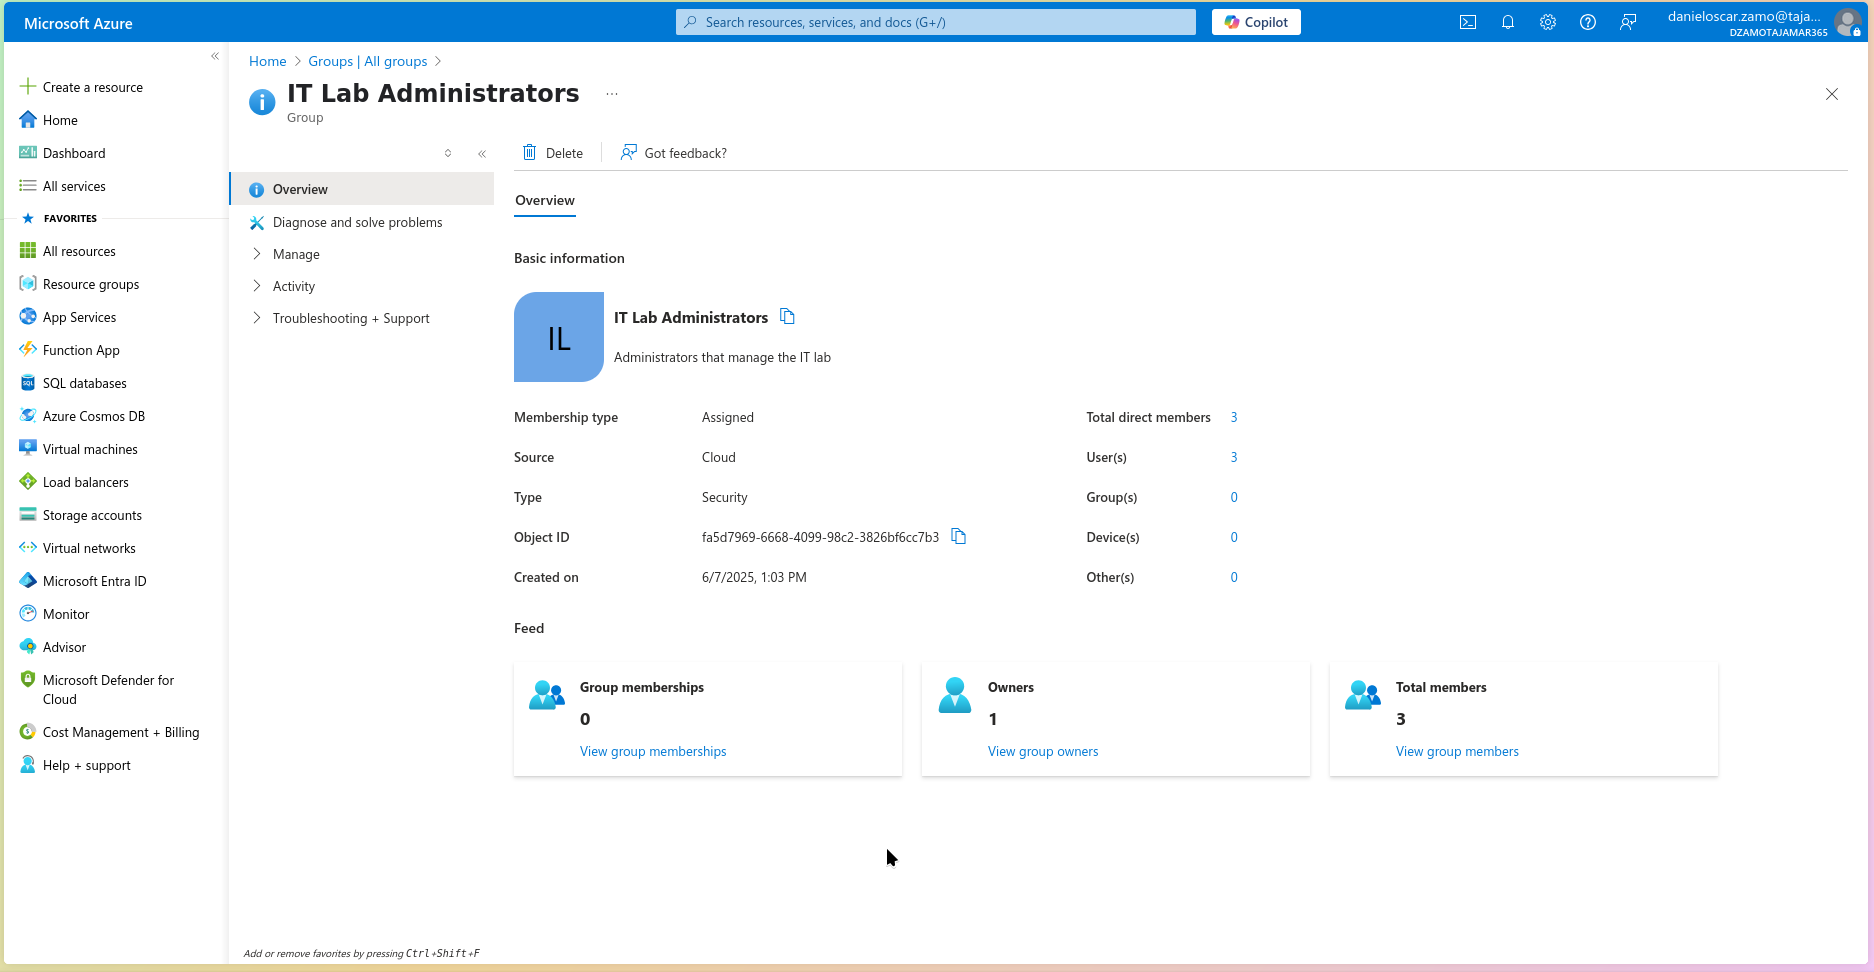 Microsoft Azure
Search resources, services, and docs (G+/)
Copilot
danieloscar.zamo@taja...
DZAMOTAJAMAR365
Create a resource
Home
Dashboard
All services
FAVORITES
All resources
Resource groups
App Services
Function App
SQL databases
Azure Cosmos DB
Virtual machines
Load balancers
Storage accounts
Virtual networks
Microsoft Entra ID
Monitor
Advisor
Microsoft Defender for
Cloud
Cost Management + Billing
Help + support
Home > Groups | All groups >
IT Lab Administrators ...
Group
Overview
Diagnose and solve problems
Manage
Activity
Troubleshooting + Support
Delete
Got feedback?
Overview
Basic information
IL
IT Lab Administrators
Administrators that manage the IT lab
Membership type Assigned
Source Cloud
Type Security
Object ID fa5d7969-6668-4099-98c2-3826bf6cc7b3
Created on 6/7/2025, 1:03 PM
Total direct members 3
User(s) 3
Group(s) 0
Device(s) 0
Other(s) 0
Feed
Group memberships
0
View group memberships
Owners
1
View group owners
Total members
3
View group members
Add or remove favorites by pressing Ctrl+Shift+F